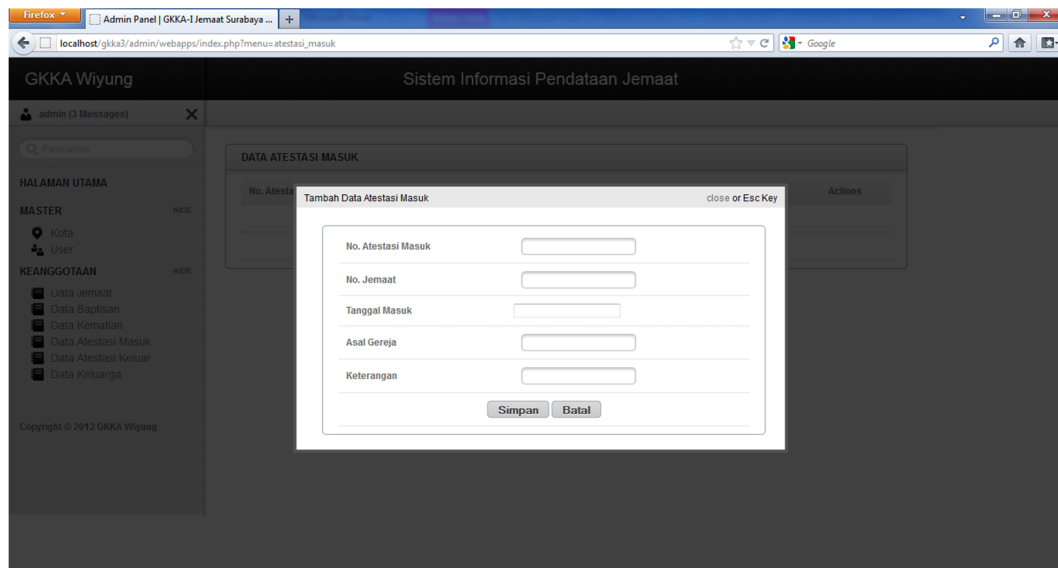 Firefox
Admin Panel | GKKA-I Jemaat Surabaya ...
localhost/gkka3/admin/webapps/index.php?menu=atestasi_masuk
Google
GKKA Wiyung
Sistem Informasi Pendataan Jemaat
admin (3 Messages)
Pencarian
DATA ATESTASI MASUK
HALAMAN UTAMA
No. Atesta
Actions
MASTER HIDE
Kota
User
KEANGGOTAAN HIDE
Data Jemaat
Data Baptisan
Data Kematian
Data Atestasi Masuk
Data Atestasi Keluar
Data Keluarga
Copyright © 2012 GKKA Wiyung
Tambah Data Atestasi Masuk
close or Esc Key
No. Atestasi Masuk
No. Jemaat
Tanggal Masuk
Asal Gereja
Keterangan
Simpan Batal